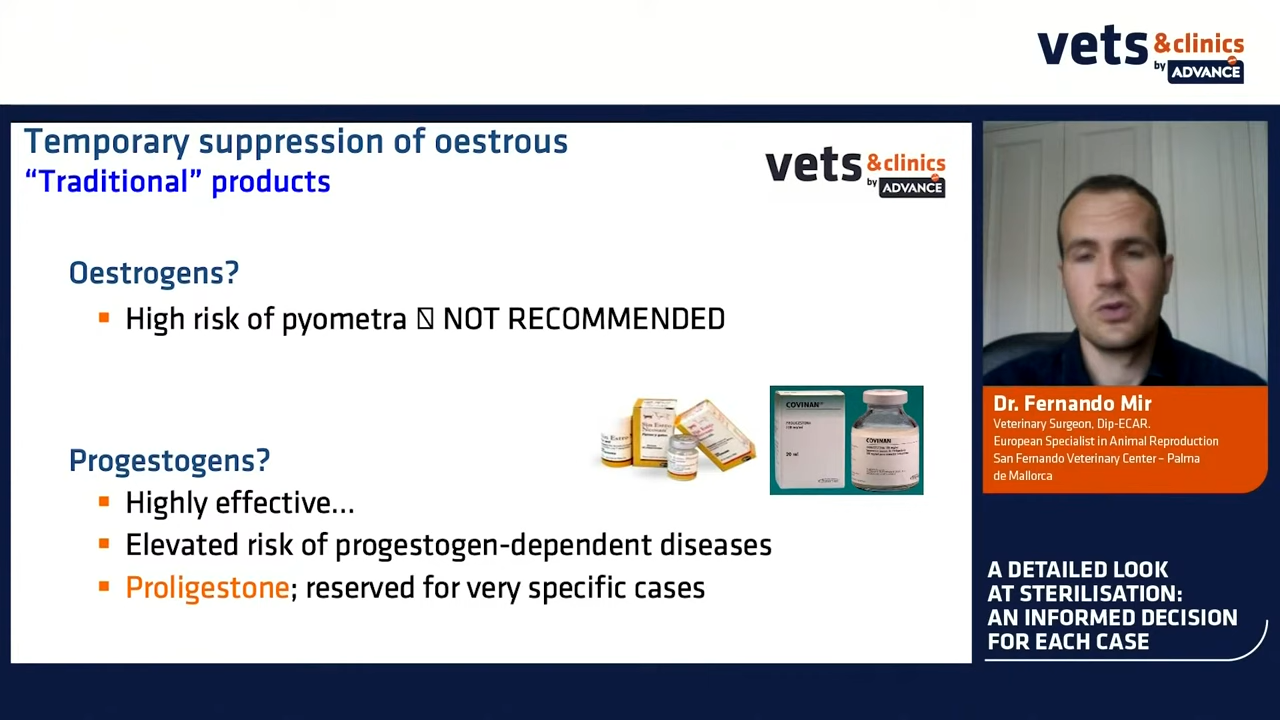 vets &clinics
by ADVANCE
Temporary suppression of oestrous
“Traditional” products
vets &clinics
by ADVANCE
Oestrogens?
High risk of pyometra NOT RECOMMENDED
COVINAN
20 ml
COVINAN
Progestogens?
Highly effective...
Elevated risk of progestogen-dependent diseases
Proligestone; reserved for very specific cases
Dr. Fernando Mir
Veterinary Surgeon, Dip-ECAR.
European Specialist in Animal Reproduction
San Fernando Veterinary Center – Palma
de Mallorca
A DETAILED LOOK
AT STERILISATION:
AN INFORMED DECISION
FOR EACH CASE